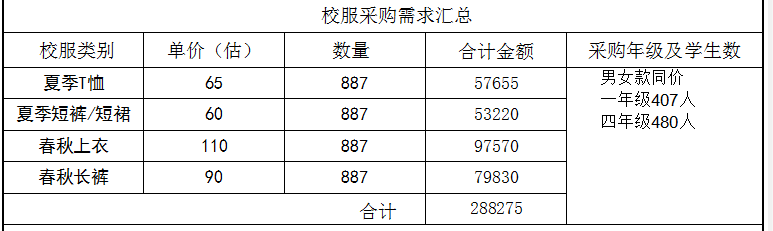 校服采购需求汇总
校服类别 单价（估） 数量 合计金额 采购年级及学生数
夏季T恤 65 887 57655 男女款同价
一年级407人
四年级480人
夏季短裤/短裙 60 887 53220
春秋上衣 110 887 97570
春秋长裤 90 887 79830
合计 288275